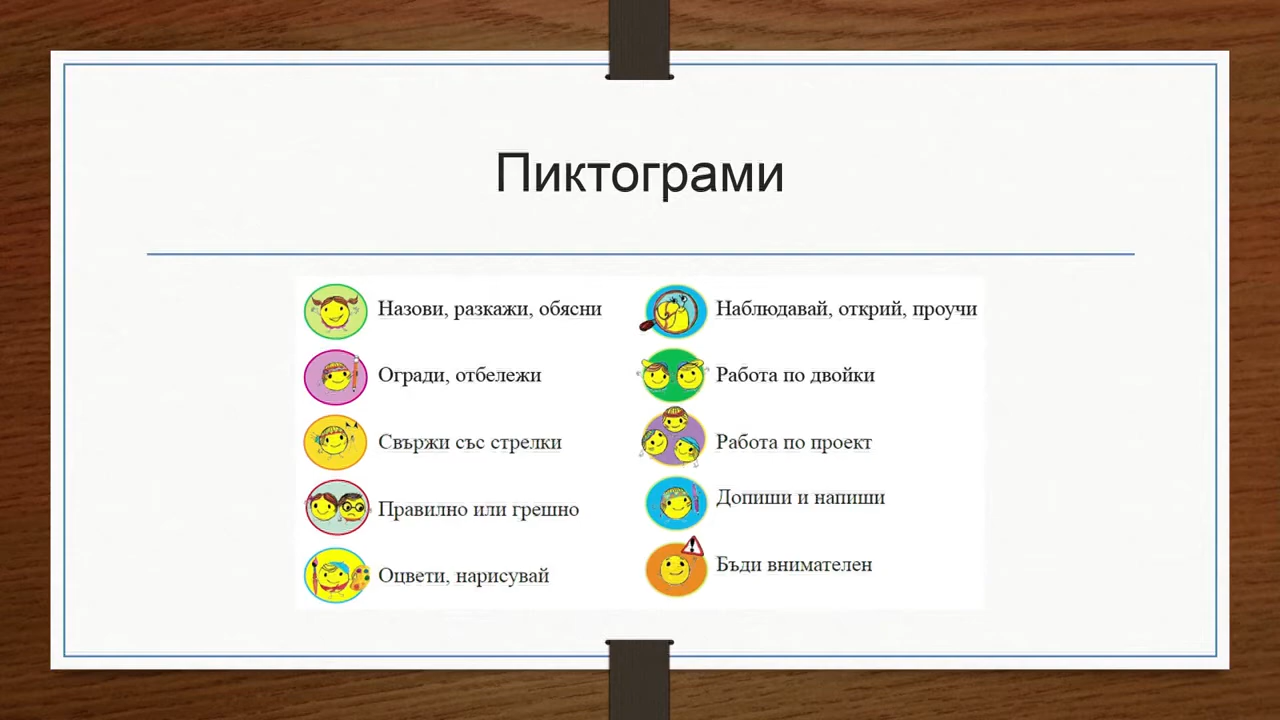 Пиктограми
Назови, разкажи, обясни
Огради, отбележи
Свържи със стрелки
Правилно или грешно
Оцвети, нарисувай
Наблюдавай, открий, проучи
Работа по двойки
Работа по проект
Допиши и напиши
Бъди внимателен